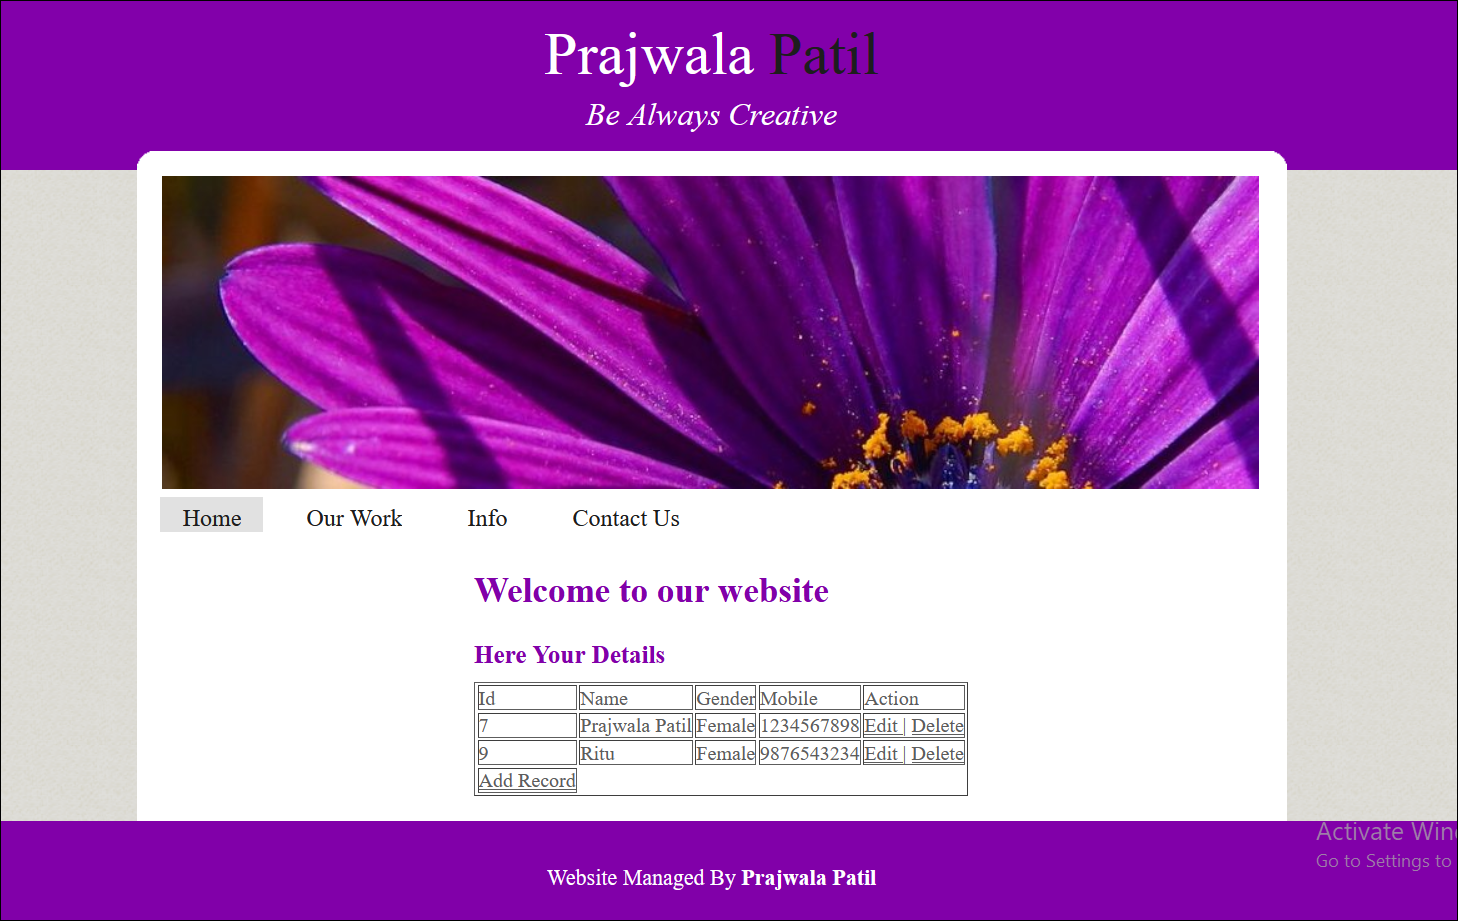 Prajwala Patil
Be Always Creative
Home Our Work Info Contact Us
Welcome to our website
Here Your Details
Id Name Gender Mobile Action
7 Prajwala Patil Female 1234567898 Edit | Delete
9 Ritu Female 9876543234 Edit | Delete
Add Record
Activate Win
Go to Settings to
Website Managed By Prajwala Patil